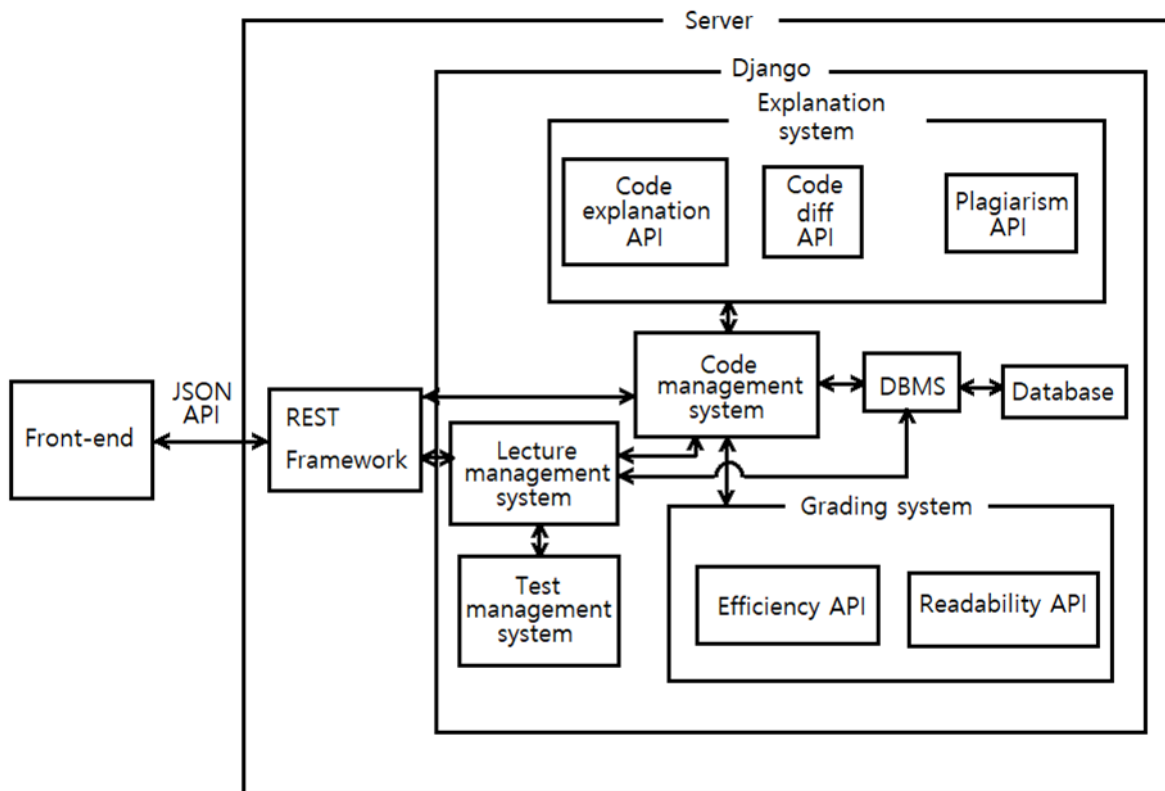 Server
Django
Explanation
system
Code
explanation
API
Code
diff
API
Plagiarism
API
Code
management
system
DBMS
Database
JSON
API
Front-end
REST
Framework
Lecture
management
system
Test
management
system
Grading system
Efficiency API
Readability API